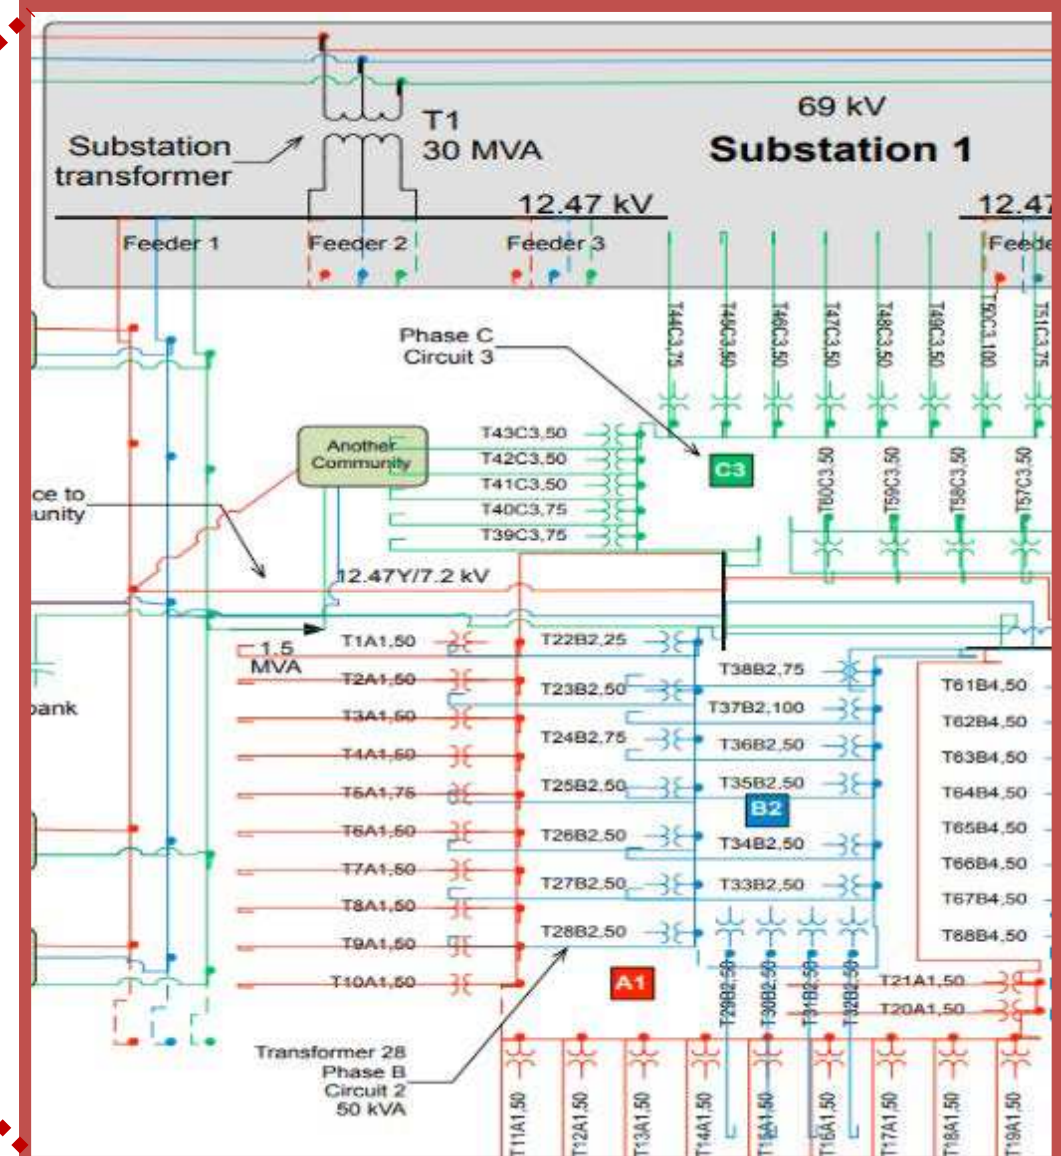 69 kV
Substation 1
T1
30 MVA
Substation
transformer
12.47 kV
12.47
Feeder 1
Feeder 2
Feeder 3
Feede
T44C3,75
T45C3,50
T46C3,50
T47C3,50
T48C3,50
T49C3,50
T50C3,100
T51C3,75
Phase C
Circuit 3
T43C3,50
T42C3,50
T41C3,50
T40C3,75
T39C3,75
C3
T60C3,50
T59C3,50
T58C3,50
T57C3,50
Another
Community
ce to
unity
12.47Y/7.2 kV
1.5
MVA
ank
T1A1,50
T2A1,50
T3A1,50
T4A1,50
T5A1,75
T6A1,50
T7A1,50
T8A1,50
T9A1,50
T10A1,50
T22B2,25
T23B2,50
T24B2,75
T25B2,50
T26B2,50
T27B2,50
T28B2,50
T38B2,75
T37B2,100
T36B2,50
T35B2,50
B2
T34B2,50
T33B2,50
T29B2,50
T30B2,50
T31B2,50
T32B2,50
T61B4,50
T62B4,50
T63B4,50
T64B4,50
T65B4,50
T66B4,50
T67B4,50
T68B4,50
T21A1,50
T20A1,50
A1
Transformer 28
Phase B
Circuit 2
50 kVA
T11A1,50
T12A1,50
T13A1,50
T14A1,50
T15A1,50
T16A1,50
T17A1,50
T18A1,50
T19A1,50